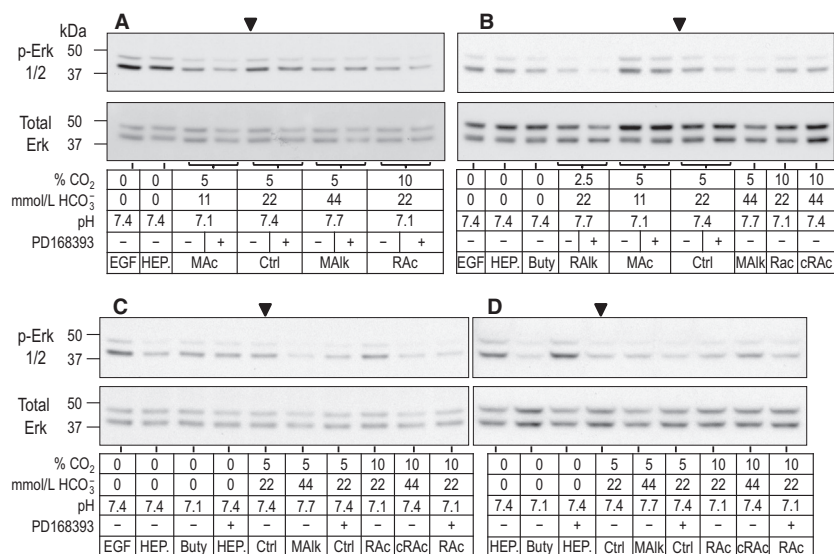 A
kDa
p-Erk 50
1/2 37
Total 50
Erk 37
% CO₂ 0 0 5 5 5 10
mmol/L HCO₃⁻ 0 0 11 22 44 22
pH 7.4 7.4 7.1 7.4 7.7 7.1
PD168393 – – – + – + – + – +
EGF HEP. MAc Ctrl MAlk RAc
B
0 0 0 2.5 5 5 5 10 10
0 0 0 22 11 22 44 22 44
7.4 7.4 7.4 7.7 7.1 7.4 7.7 7.1 7.4
– – – – + – + – + – – –
EGF HEP. Buty RAlk MAc Ctrl MAlk Rac cRAc
C
p-Erk 50
1/2 37
Total 50
Erk 37
% CO₂ 0 0 0 0 5 5 5 10 10 10
mmol/L HCO₃⁻ 0 0 0 0 22 44 22 22 44 22
pH 7.4 7.4 7.1 7.4 7.4 7.7 7.4 7.1 7.4 7.1
PD168393 – – – + – – + – – +
EGF HEP. Buty HEP. Ctrl MAlk Ctrl RAc cRAc RAc
D
0 0 0 5 5 5 10 10 10
0 0 0 22 44 22 22 44 22
7.4 7.1 7.4 7.4 7.7 7.4 7.1 7.4 7.1
– – + – – + – – +
HEP. Buty HEP. Ctrl MAlk Ctrl RAc cRAc RAc